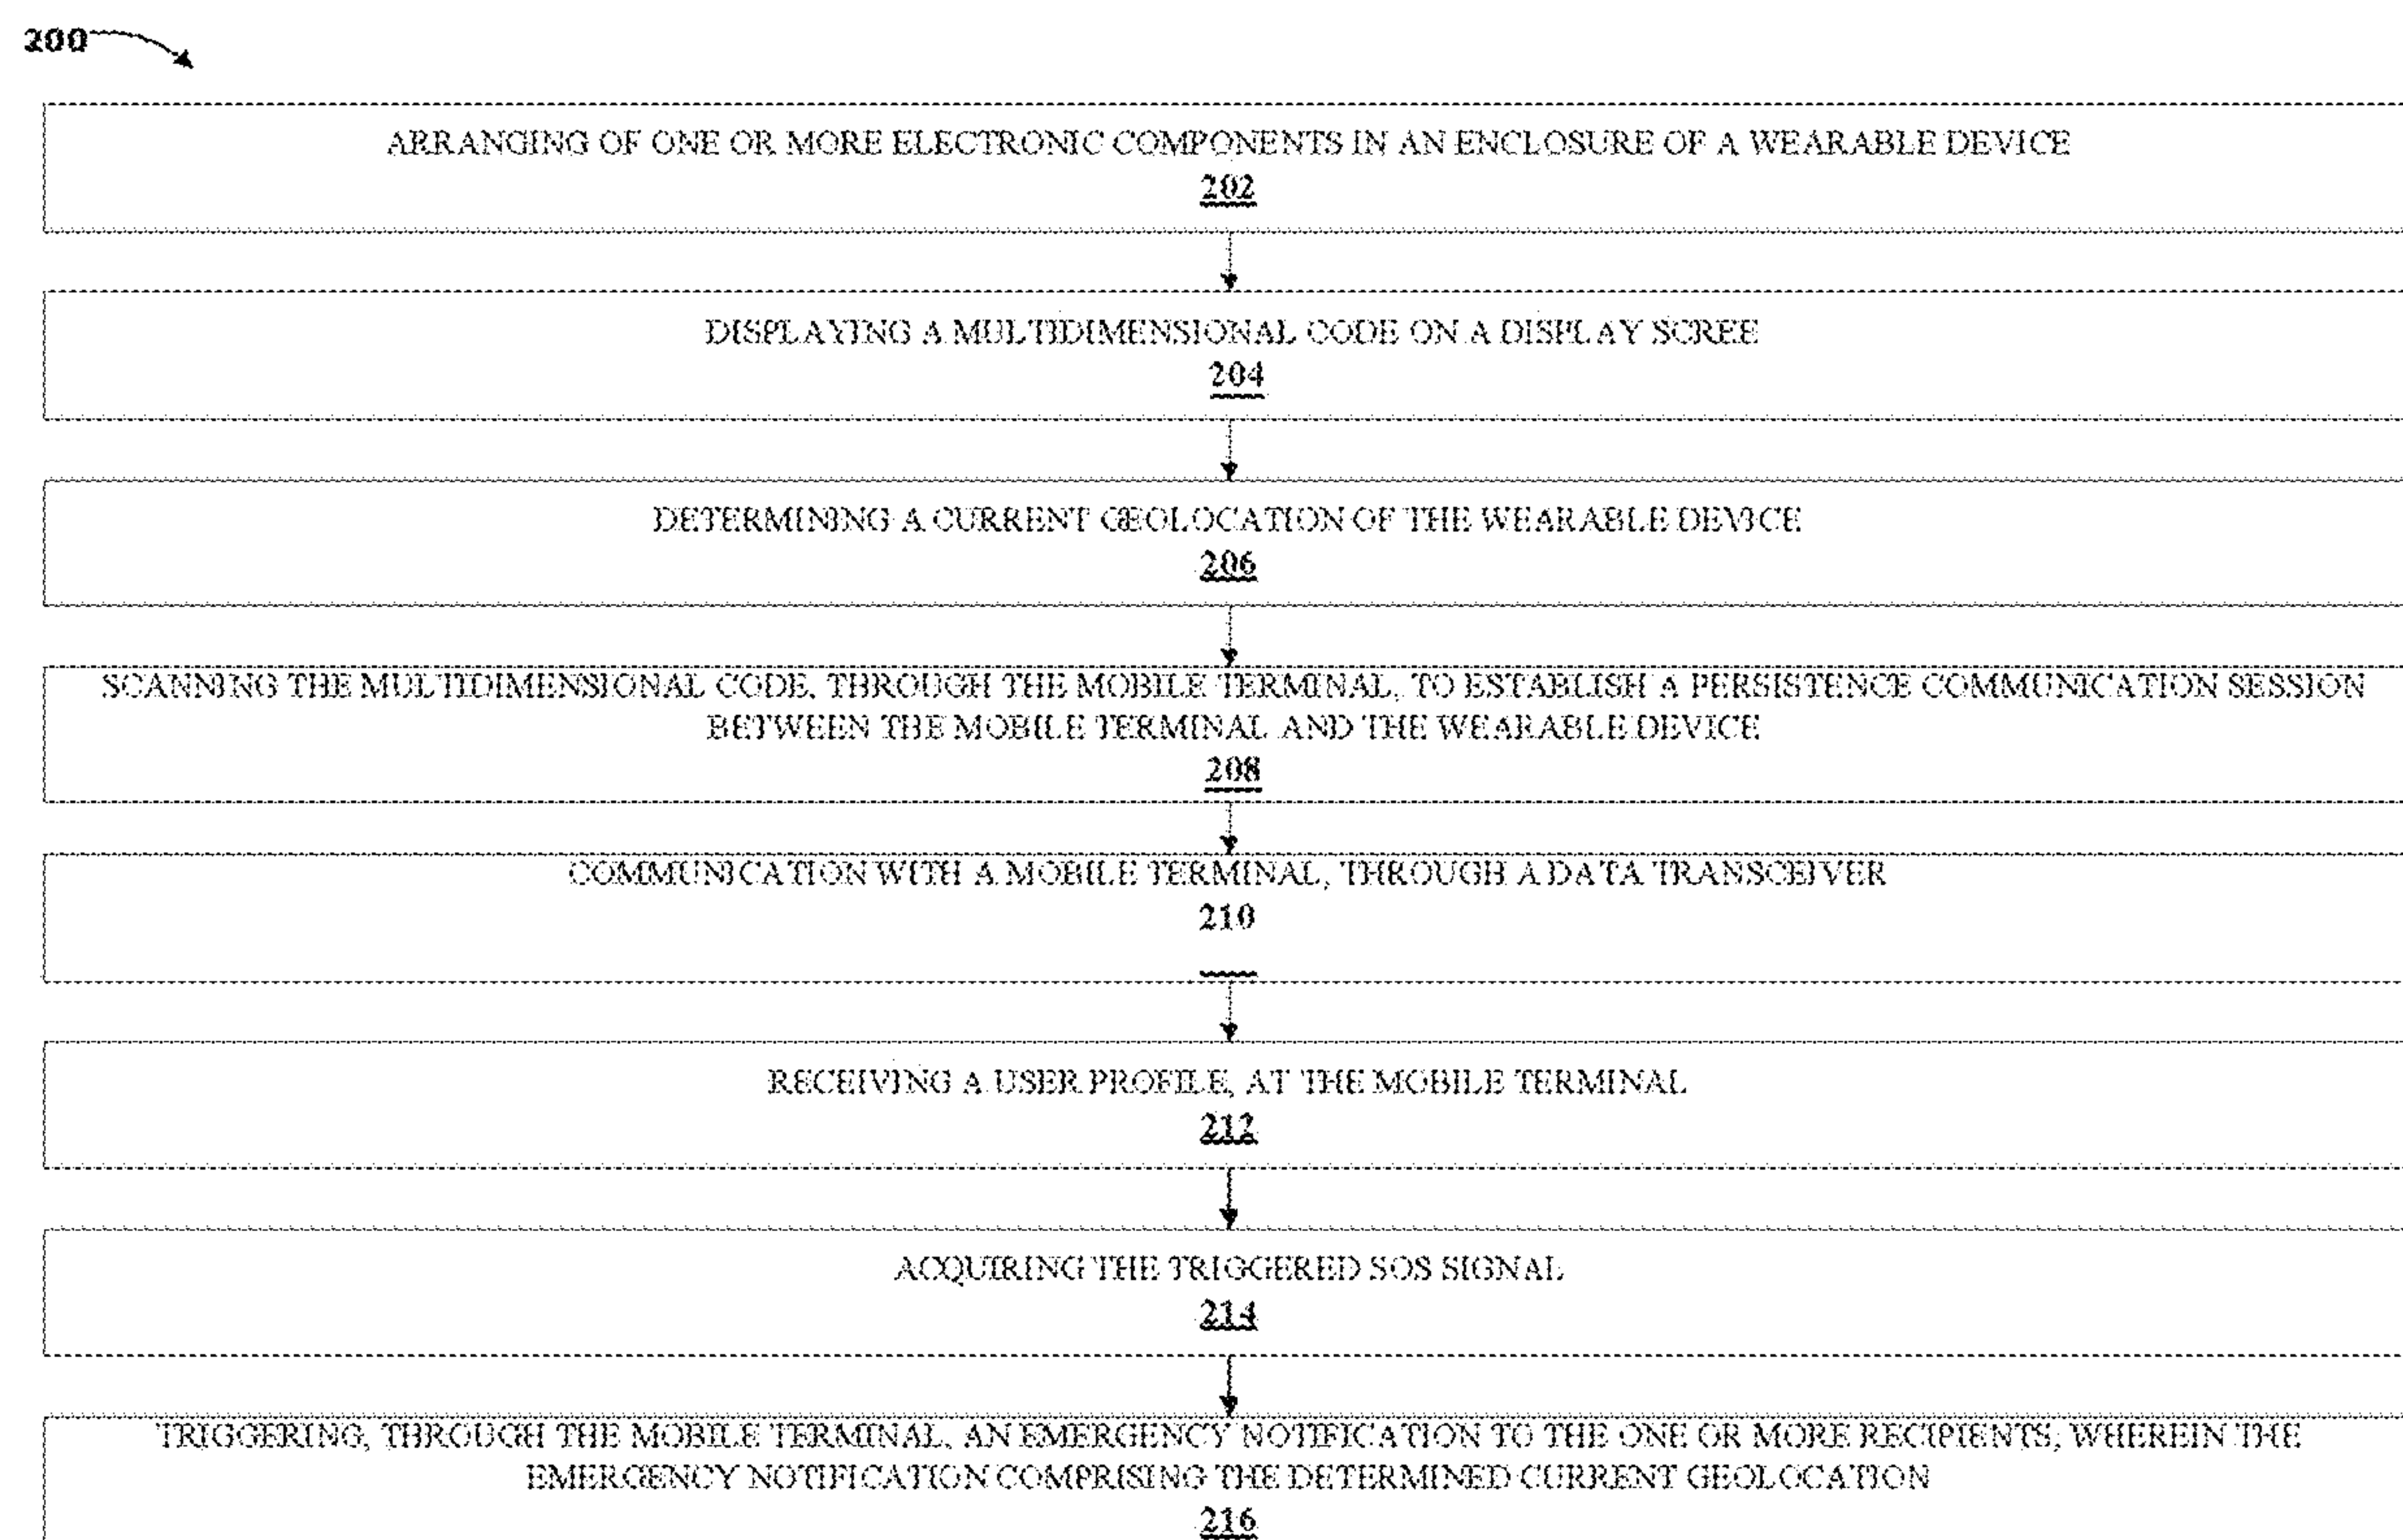 200
ARRANGING OF ONE OR MORE ELECTRONIC COMPONENTS IN AN ENCLOSURE OF A WEARABLE DEVICE
202
DISPLAYING A MULTIDIMENSIONAL CODE ON A DISPLAY SCREE
204
DETERMINING A CURRENT GEOLOCATION OF THE WEARABLE DEVICE
206
SCANNING THE MULTIDIMENSIONAL CODE, THROUGH THE MOBILE TERMINAL, TO ESTABLISH A PERSISTENCE COMMUNICATION SESSION
BETWEEN THE MOBILE TERMINAL AND THE WEARABLE DEVICE
208
COMMUNICATION WITH A MOBILE TERMINAL, THROUGH A DATA TRANSCEIVER
210
RECEIVING A USER PROFILE, AT THE MOBILE TERMINAL
212
ACQUIRING THE TRIGGERED SOS SIGNAL
214
TRIGGERING, THROUGH THE MOBILE TERMINAL, AN EMERGENCY NOTIFICATION TO THE ONE OR MORE RECIPIENTS, WHEREIN THE
EMERGENCY NOTIFICATION COMPRISING THE DETERMINED CURRENT GEOLOCATION
216